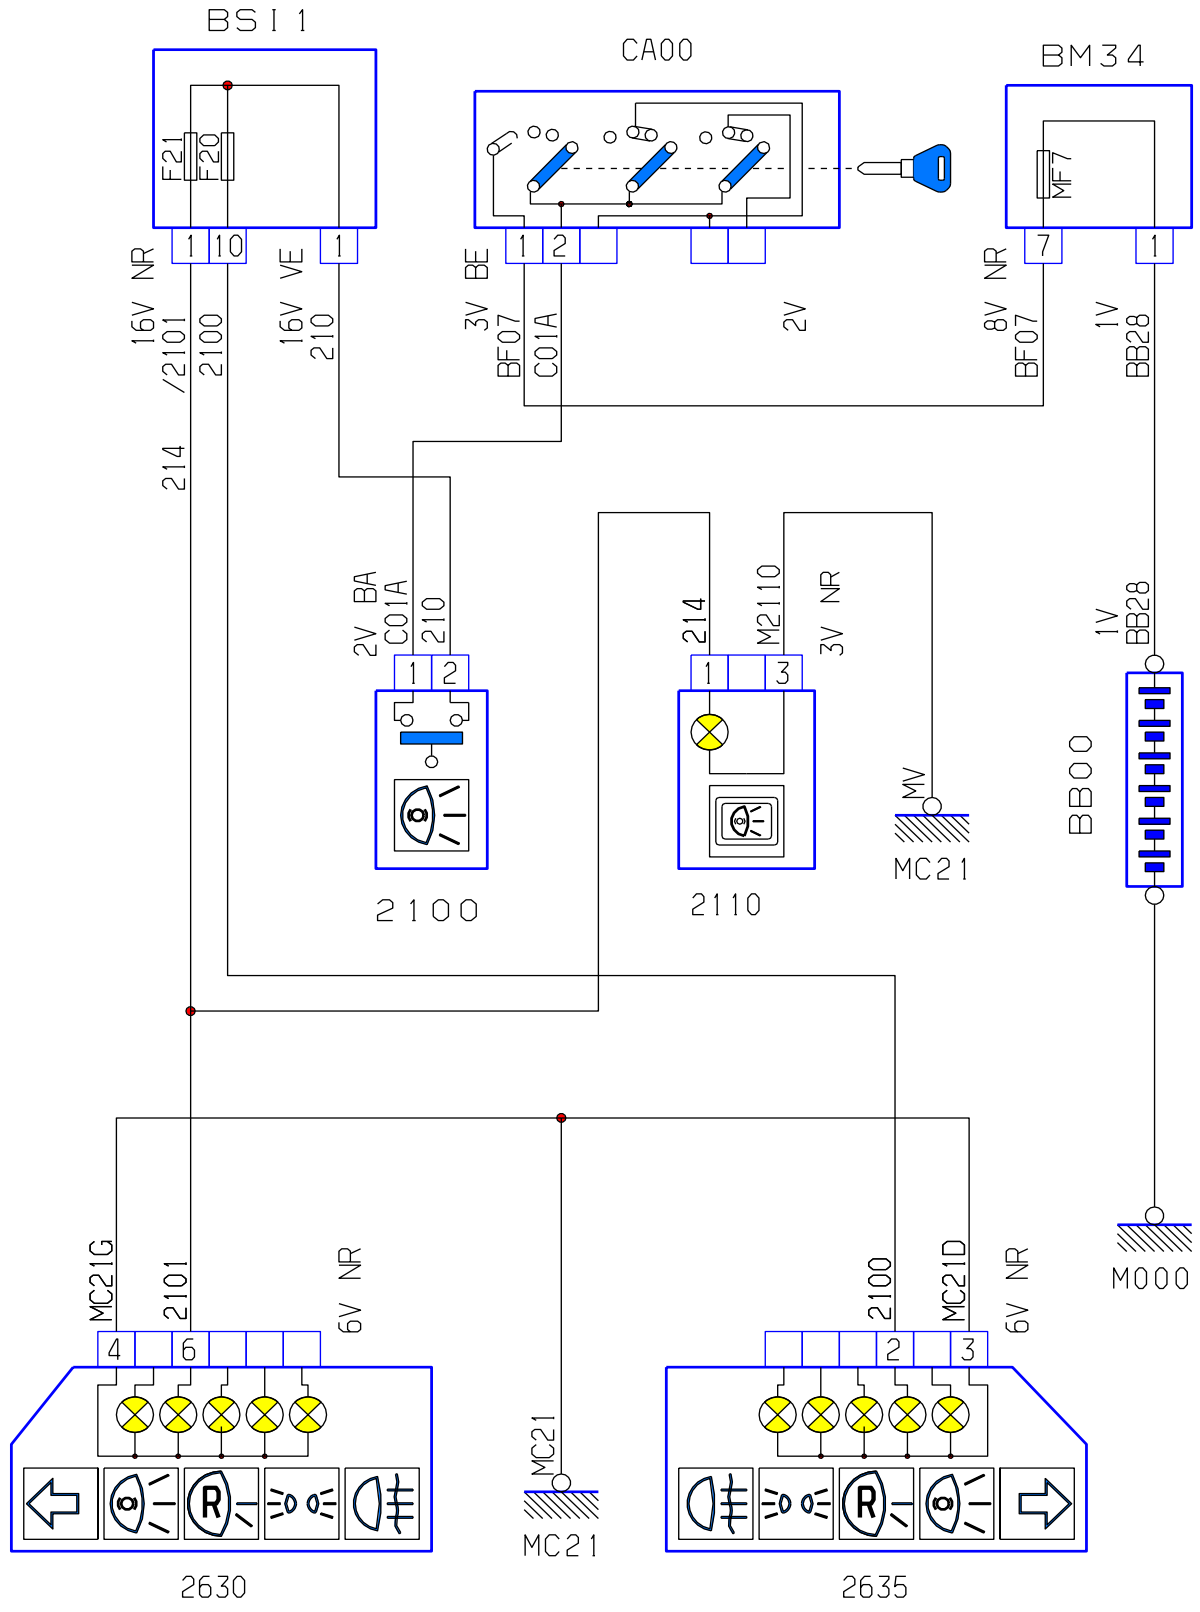 BSI1
CA00
BM34
F21
F20
MF7
1
10
1
1
2
7
1
16V NR
/2101
214
2100
16V VE
210
3V BE
BF07
C01A
2V
8V NR
BF07
1V
BB28
2V BA
C01A
210
214
M2110
3V NR
1V
BB28
1
2
1
3
MV
MC21
BB00
2100
2110
MC21G
2101
6V NR
2100
MC21D
6V NR
M000
4
6
2
3
MC21
R
R
MC21
2630
2635